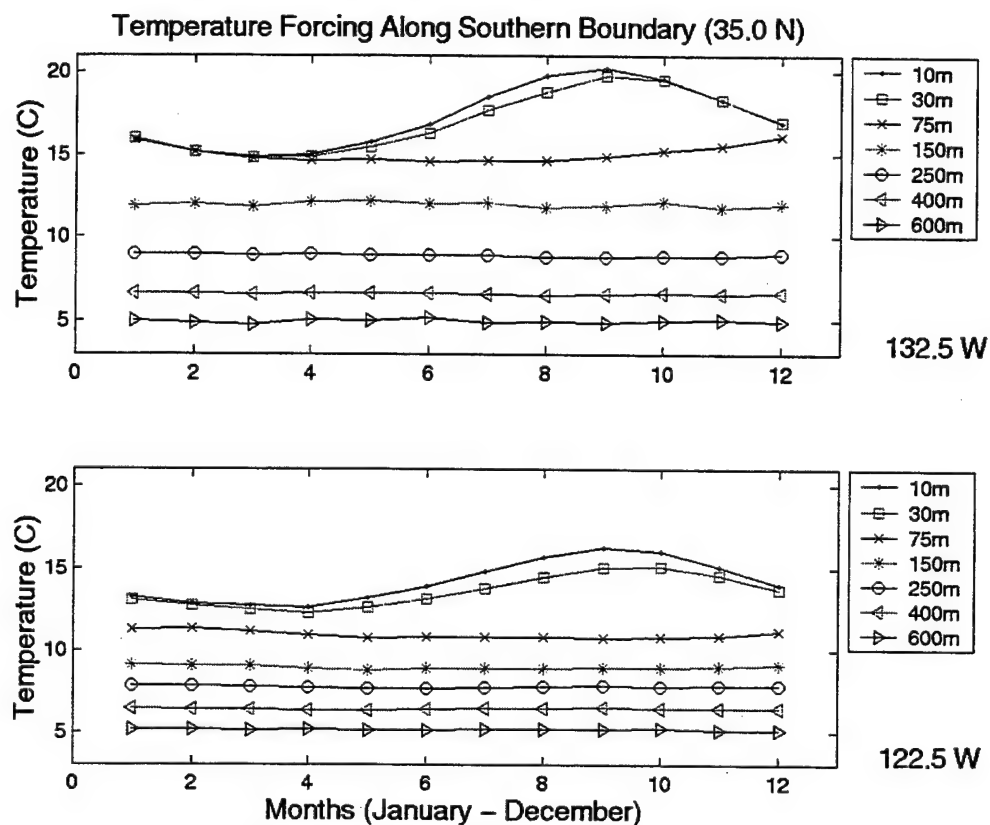 Temperature Forcing Along Southern Boundary (35.0 N)
20
15
10
5
Temperature (C)
0 2 4 6 8 10 12
10m
30m
75m
150m
250m
400m
600m
132.5 W
20
15
10
5
Temperature (C)
0 2 4 6 8 10 12
Months (January – December)
10m
30m
75m
150m
250m
400m
600m
122.5 W